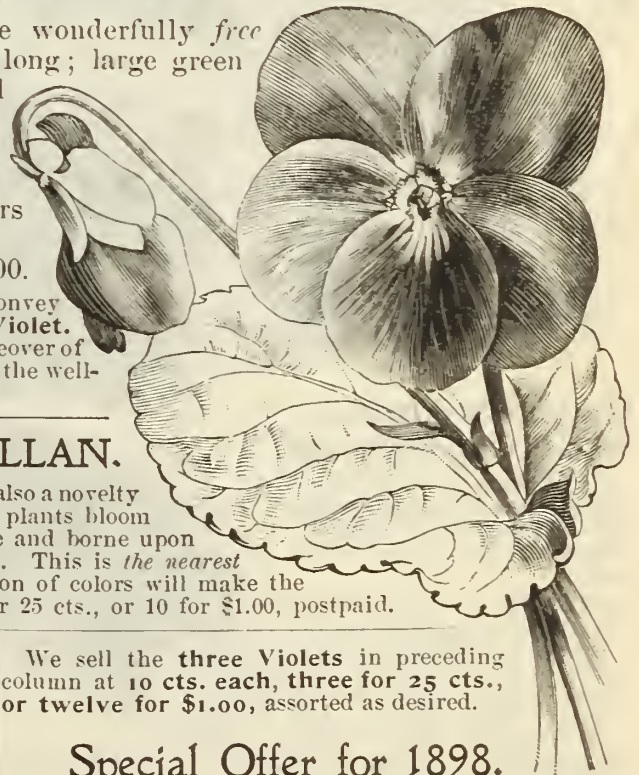 e wonderfully free
long; large green
l
rs
00.
onvey
Violet.
eover of
the well-
LLAN.
also a novelty
plants bloom
e and borne upon
. This is the nearest
on of colors will make the
r 25 cts., or 10 for $1.00, postpaid.
We sell the three Violets in preceding
column at 10 cts. each, three for 25 cts.,
or twelve for $1.00, assorted as desired.
Special Offer for 1898.